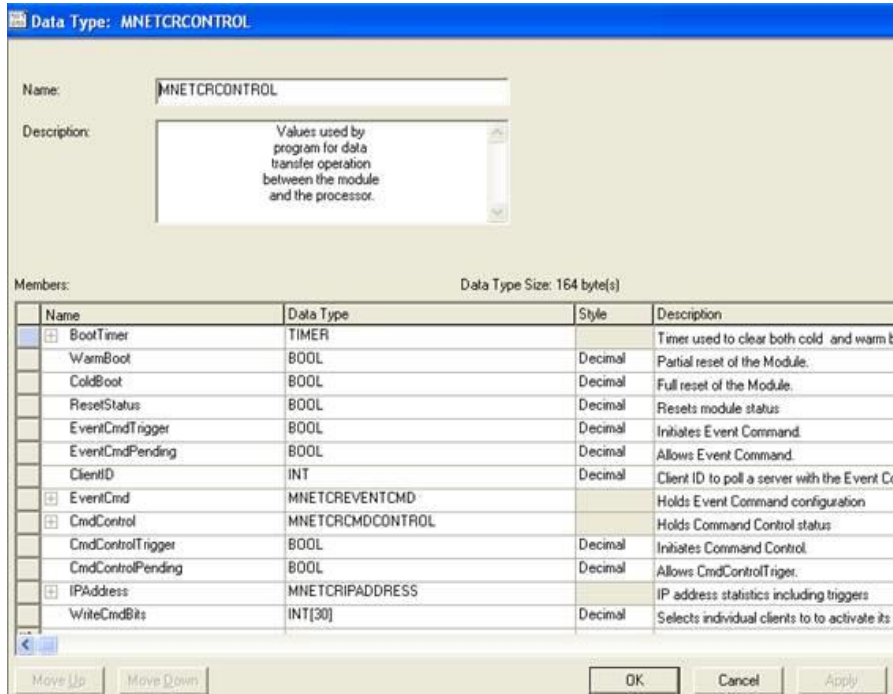 Data Type: MNETCRCONTROL
Name: MNETCRCONTROL
Description: Values used by
program for data
transfer operation
between the module
and the processor.
Members: Data Type Size: 164 byte(s)
Name Data Type Style Description
BootTimer TIMER Timer used to clear both cold and warm b
WarmBoot BOOL Decimal Partial reset of the Module.
ColdBoot BOOL Decimal Full reset of the Module.
ResetStatus BOOL Decimal Resets module status
EventCmdTrigger BOOL Decimal Initiates Event Command.
EventCmdPending BOOL Decimal Allows Event Command.
ClientID INT Decimal Client ID to poll a server with the Event Co
EventCmd MNETCREVENTCMD Holds Event Command configuration
CmdControl MNETCRCMDCONTROL Holds Command Control status
CmdControlTrigger BOOL Decimal Initiates Command Control.
CmdControlPending BOOL Decimal Allows CmdControlTriger.
IPAddress MNETCRIPADDRESS IP address statistics including triggers
WriteCmdBits INT[30] Decimal Selects individual clients to to activate its
Move Up Move Down OK Cancel Apply